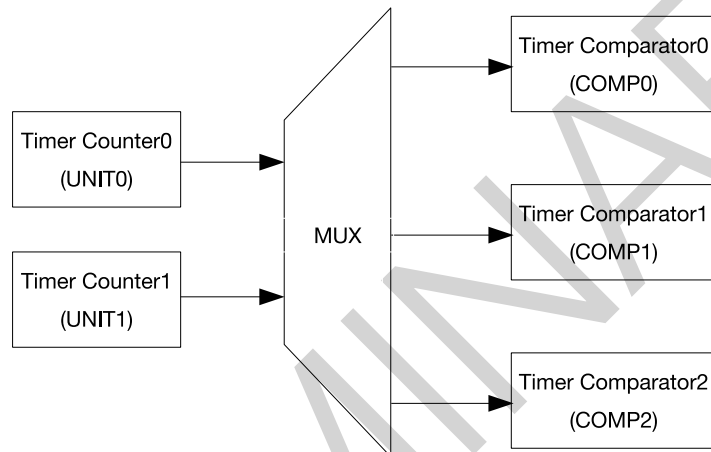 Timer Comparator0
(COMP0)
Timer Counter0
(UNIT0)
MUX
Timer Comparator1
(COMP1)
Timer Counter1
(UNIT1)
Timer Comparator2
(COMP2)